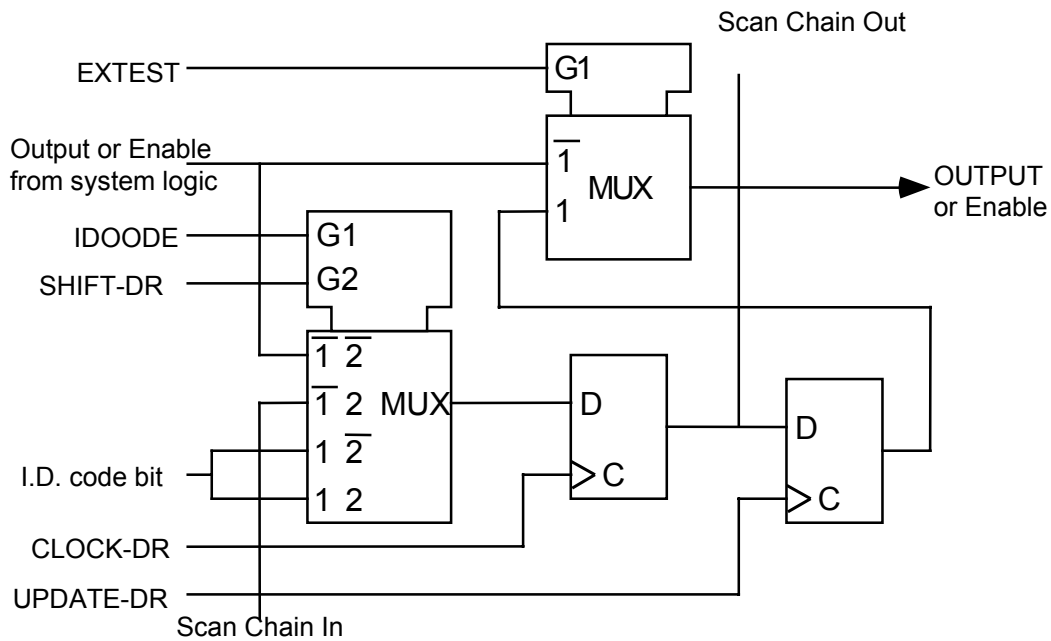 Scan Chain Out
EXTEST
G1
Output or Enable
from system logic
1
MUX
1
OUTPUT
or Enable
IDOODE
G1
SHIFT-DR
G2
1 2
1 2 MUX
1 2
1 2
D
C
D
C
I.D. code bit
CLOCK-DR
UPDATE-DR
Scan Chain In